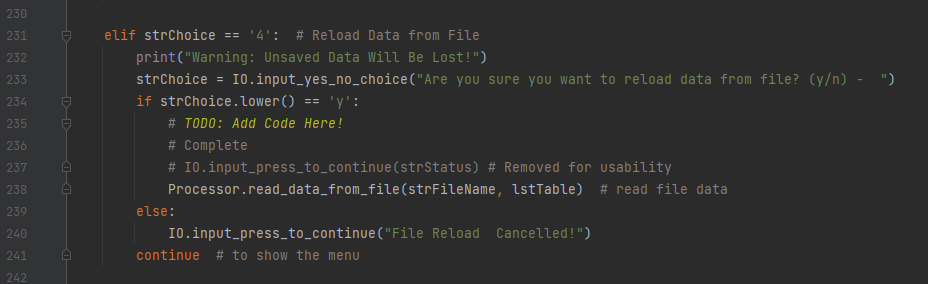 230
231 elif strChoice == '4':  # Reload Data from File
232 print("Warning: Unsaved Data Will Be Lost!")
233 strChoice = IO.input_yes_no_choice("Are you sure you want to reload data from file? (y/n) -  ")
234 if strChoice.lower() == 'y':
235 # TODO: Add Code Here!
236 # Complete
237 # IO.input_press_to_continue(strStatus) # Removed for usability
238 Processor.read_data_from_file(strFileName, lstTable)  # read file data
239 else:
240 IO.input_press_to_continue("File Reload  Cancelled!")
241 continue  # to show the menu
242